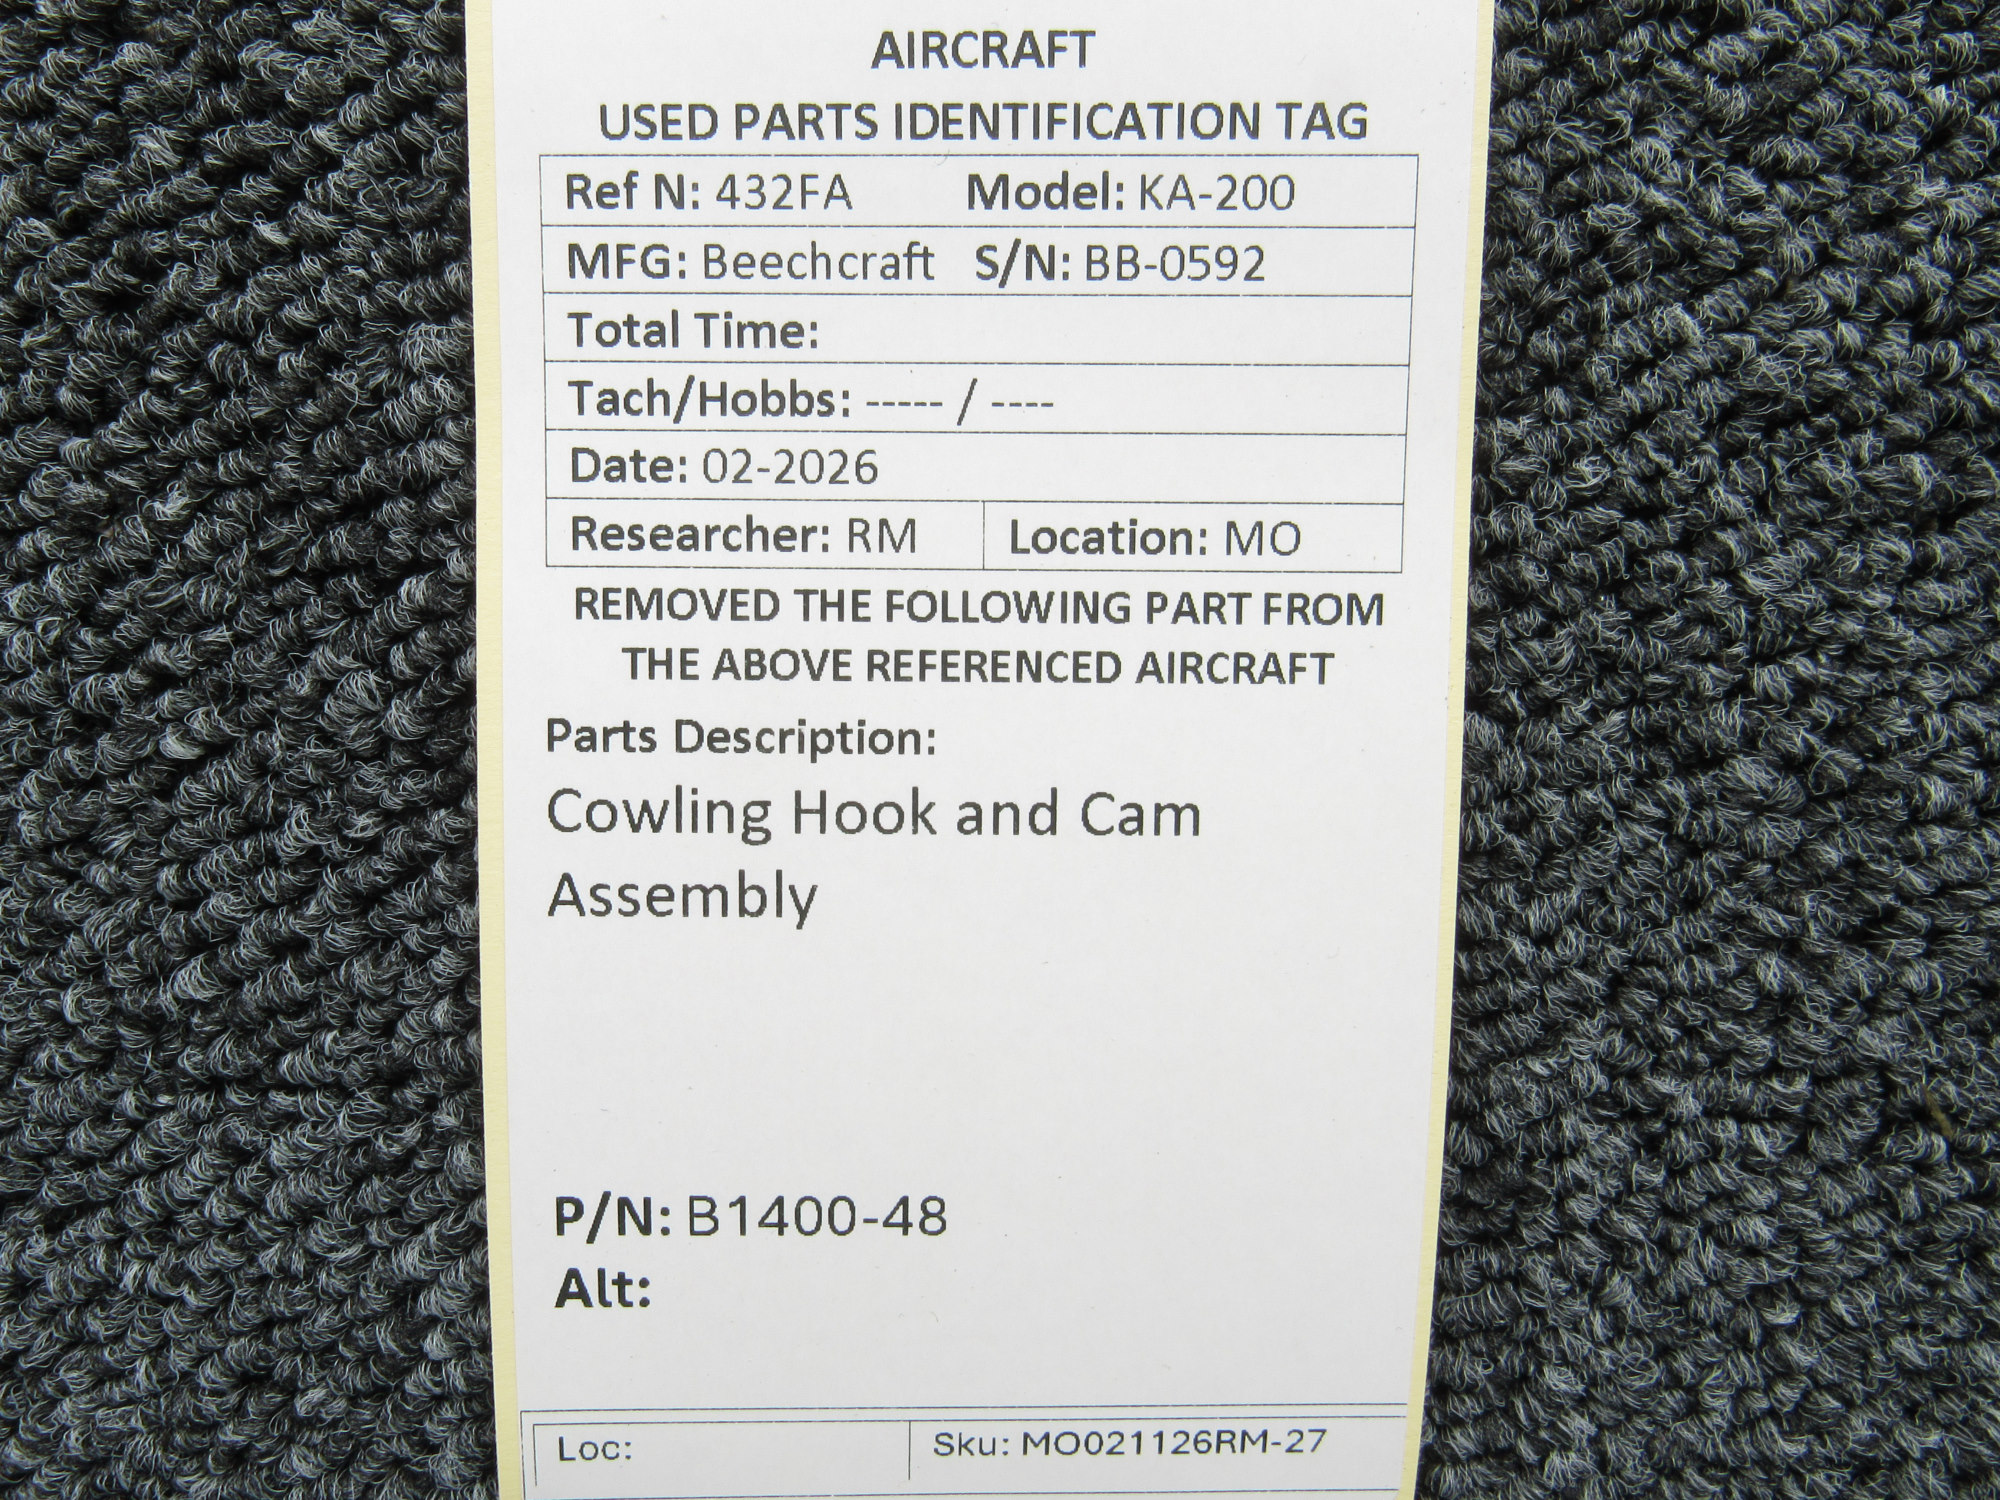 AIRCRAFT
USED PARTS IDENTIFICATION TAG
Ref N: 432FA Model: KA-200
MFG: Beechcraft S/N: BB-0592
Total Time:
Tach/Hobbs: ----- / ----
Date: 02-2026
Researcher: RM Location: MO
REMOVED THE FOLLOWING PART FROM
THE ABOVE REFERENCED AIRCRAFT
Parts Description:
Cowling Hook and Cam
Assembly
P/N: B1400-48
Alt:
Loc: Sku: MO021126RM-27